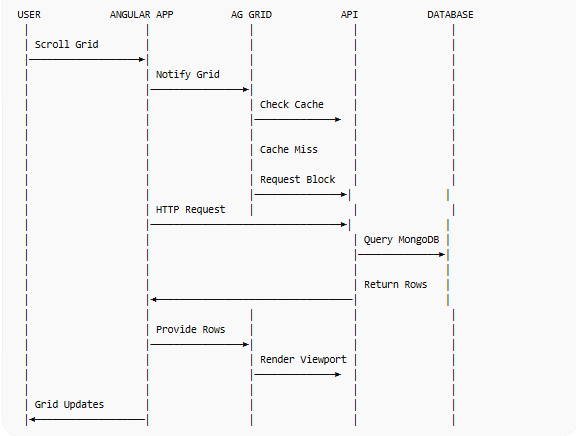 USER ANGULAR APP AG GRID API DATABASE
Scroll Grid
Notify Grid
Check Cache
Cache Miss
Request Block
HTTP Request
Query MongoDB
Return Rows
Provide Rows
Render Viewport
Grid Updates